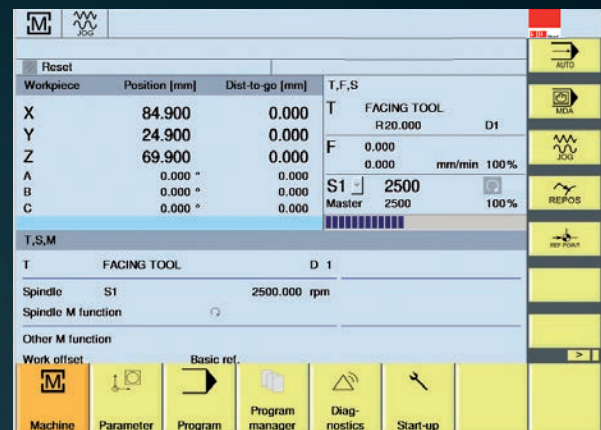 M JOG
Reset
Workpiece Position [mm] Dist-to-go [mm] T,F,S
X 84.900 0.000
Y 24.900 0.000
Z 69.900 0.000
A 0.000 ° 0.000
B 0.000 ° 0.000
C 0.000 ° 0.000
T FACING TOOL
R20.000 D1
F 0.000
0.000 mm/min 100%
S1 2500
Master 2500 100%
T,S,M
T FACING TOOL D 1
Spindle S1 2500.000 rpm
Spindle M function
Other M function
Work offset Basic ref.
AUTO
MDA
JOG
REPOS
REF POINT
>
M
Machine
Parameter
Program
Program
manager
Diag-
nostics
Start-up